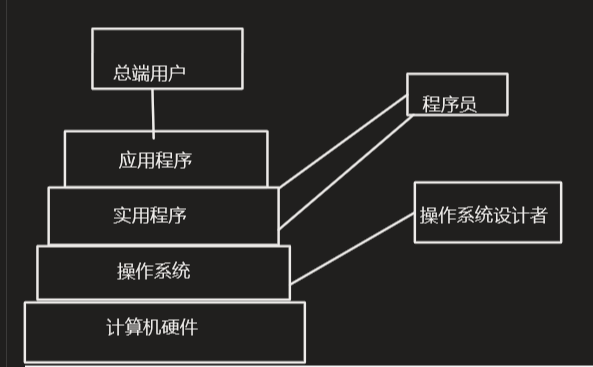 总端用户
程序员
应用程序
实用程序
操作系统设计者
操作系统
计算机硬件